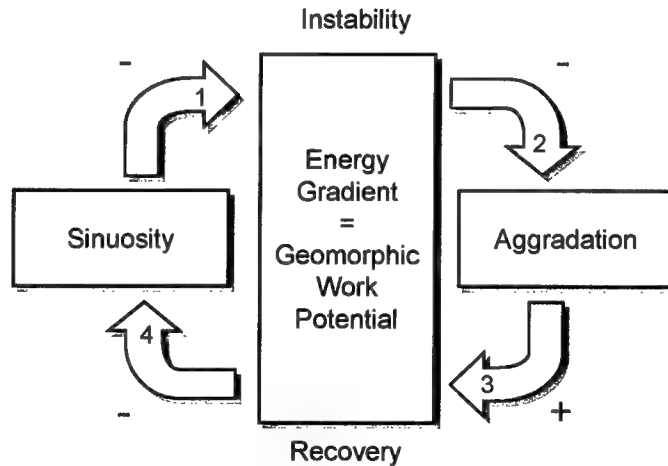 Instability
-
-
1
2
Energy
Gradient
=
Geomorphic
Work
Potential
Sinuosity
Aggradation
4
3
-
+
Recovery